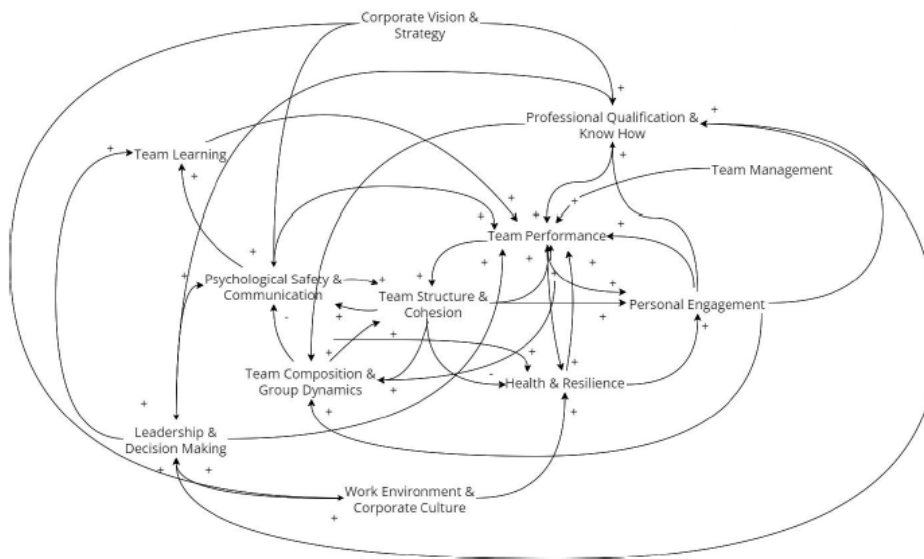 Corporate Vision &
Strategy
+
+
Professional Qualification &
Know How
+
Team Learning
+
+
+
Team Management
+
+
+
+
+
Team Performance
+
+
+
+
+
+
Psychological Safety &
Communication
+
+
+
Team Structure &
Cohesion
+
Personal Engagement
-
+
+
+
+
+
+
Team Composition &
Group Dynamics
-
Health & Resilience
+
+
+
+
+
Leadership &
Decision Making
+
+
+
Work Environment &
Corporate Culture
+